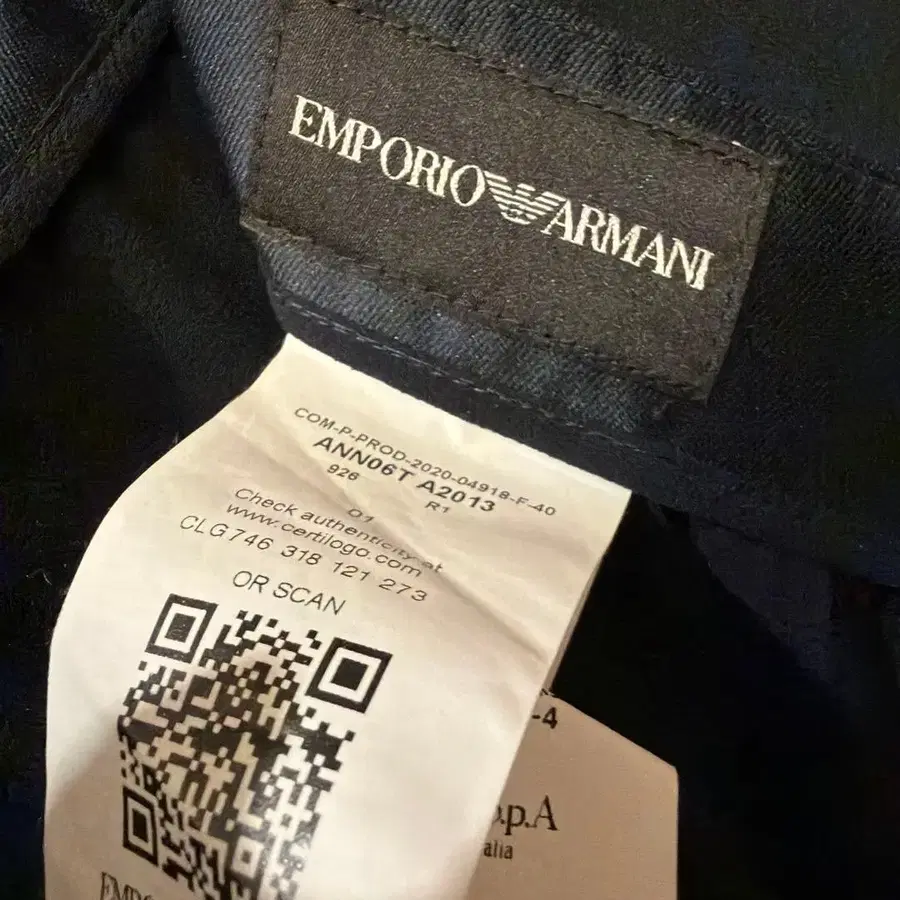 EMPORIO ARMANI
COM-P-PROD-2020-04918-F-40
ANN06T A2013
926 R1
01
Check authenticity at
www.certilogo.com
CLG746 318 121 273
OR SCAN
-4
p.A
alia